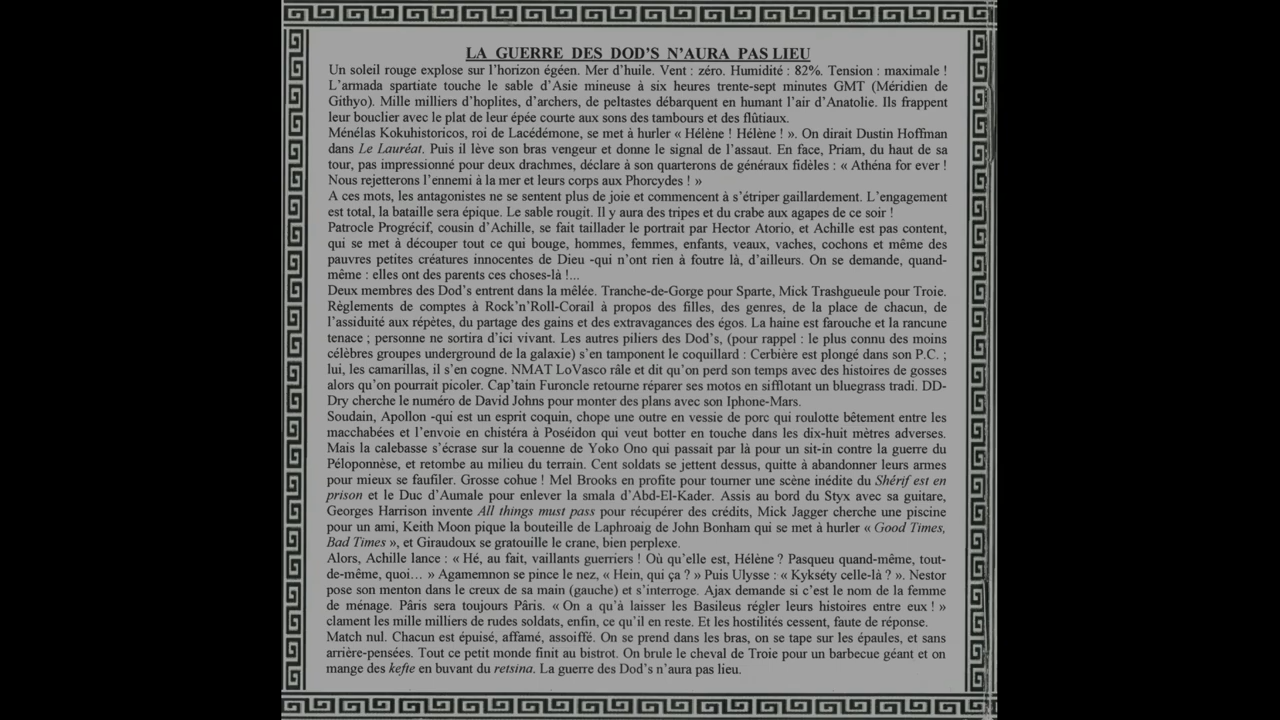 LA GUERRE DES DOD'S N'AURA PAS LIEU
Un soleil rouge explose sur l'horizon égéen. Mer d'huile. Vent : zéro. Humidité : 82%. Tension : maximale !
L'armada spartiate touche le sable d'Asie mineuse à six heures trente-sept minutes GMT (Méridien de
Githyo). Mille milliers d'hoplites, d'archers, de peltastes débarquent en humant l'air d'Anatolie. Ils frappent
leur bouclier avec le plat de leur épée courte aux sons des tambours et des flûtiaux.
Ménélas Kokuhistoricos, roi de Lacédémone, se met à hurler « Hélène ! Hélène ! ». On dirait Dustin Hoffman
dans Le Lauréat. Puis il lève son bras vengeur et donne le signal de l'assaut. En face, Priam, du haut de sa
tour, pas impressionné pour deux drachmes, déclare à son quarterons de généraux fidèles : « Athéna for ever !
Nous rejetterons l'ennemi à la mer et leurs corps aux Phorcydes ! »
A ces mots, les antagonistes ne se sentent plus de joie et commencent à s'étriper gaillardement. L'engagement
est total, la bataille sera épique. Le sable rougit. Il y aura des tripes et du crabe aux agapes de ce soir !
Patrocle Progrécif, cousin d'Achille, se fait taillader le portrait par Hector Atorio, et Achille est pas content,
qui se met à découper tout ce qui bouge, hommes, femmes, enfants, veaux, vaches, cochons et même des
pauvres petites créatures innocentes de Dieu -qui n'ont rien à foutre là, d'ailleurs. On se demande, quand-
même : elles ont des parents ces choses-là !...
Deux membres des Dod's entrent dans la mêlée. Tranche-de-Gorge pour Sparte, Mick Trashgueule pour Troie.
Règlements de comptes à Rock'n'Roll-Corail à propos des filles, des genres, de la place de chacun, de
l'assiduité aux répètes, du partage des gains et des extravagances des égos. La haine est farouche et la rancune
tenace ; personne ne sortira d'ici vivant. Les autres piliers des Dod's, (pour rappel : le plus connu des moins
célèbres groupes underground de la galaxie) s'en tamponent le coquillard : Cerbière est plongé dans son P.C. ;
lui, les camarillas, il s'en cogne. NMAT LoVasco râle et dit qu'on perd son temps avec des histoires de gosses
alors qu'on pourrait picoler. Cap'tain Furoncle retourne réparer ses motos en sifflotant un bluegrass tradi. DD-
Dry cherche le numéro de David Johns pour monter des plans avec son Iphone-Mars.
Soudain, Apollon -qui est un esprit coquin, chope une outre en vessie de porc qui roulotte bêtement entre les
macchabées et l'envoie en chistéra à Poséidon qui veut botter en touche dans les dix-huit mètres adverses.
Mais la calebasse s'écrase sur la couenne de Yoko Ono qui passait par là pour un sit-in contre la guerre du
Péloponnèse, et retombe au milieu du terrain. Cent soldats se jettent dessus, quitte à abandonner leurs armes
pour mieux se faufiler. Grosse cohue ! Mel Brooks en profite pour tourner une scène inédite du Shérif est en
prison et le Duc d'Aumale pour enlever la smala d'Abd-El-Kader. Assis au bord du Styx avec sa guitare,
Georges Harrison invente All things must pass pour récupérer des crédits, Mick Jagger cherche une piscine
pour un ami, Keith Moon pique la bouteille de Laphroaig de John Bonham qui se met à hurler « Good Times,
Bad Times », et Giraudoux se gratouille le crane, bien perplexe.
Alors, Achille lance : « Hé, au fait, vaillants guerriers ! Où qu'elle est, Hélène ? Pasqueu quand-même, tout-
de-même, quoi… » Agamemnon se pince le nez, « Hein, qui ça ? » Puis Ulysse : « Kykséty celle-là ? ». Nestor
pose son menton dans le creux de sa main (gauche) et s'interroge. Ajax demande si c'est le nom de la femme
de ménage. Pâris sera toujours Pâris. « On a qu'à laisser les Basileus régler leurs histoires entre eux ! »
clament les mille milliers de rudes soldats, enfin, ce qu'il en reste. Et les hostilités cessent, faute de réponse.
Match nul. Chacun est épuisé, affamé, assoiffé. On se prend dans les bras, on se tape sur les épaules, et sans
arrière-pensées. Tout ce petit monde finit au bistrot. On brule le cheval de Troie pour un barbecue géant et on
mange des kefte en buvant du retsina. La guerre des Dod's n'aura pas lieu.